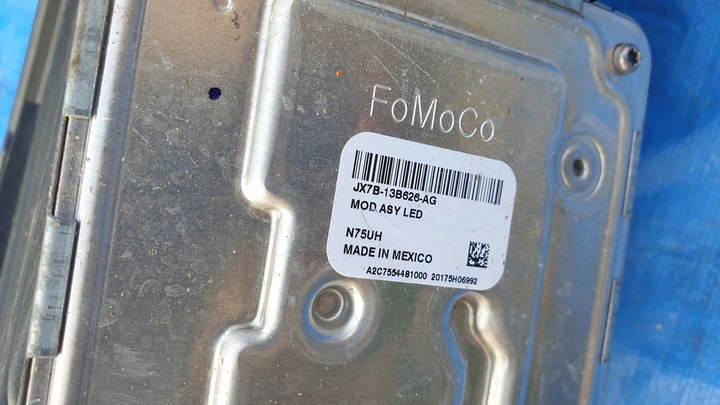 FoMoCo
JX7B-13B626-AG
MOD ASY LED
N75UH
MADE IN MEXICO
A2C7554481000 20175H06992